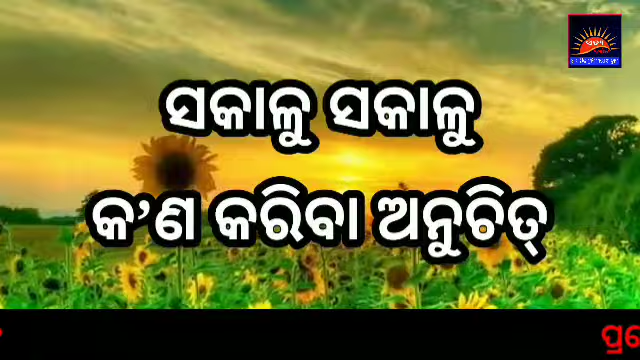 ସକାଳୁ ସକାଳୁ
କ'ଣ କରିବା ଅନୁଚିତ୍